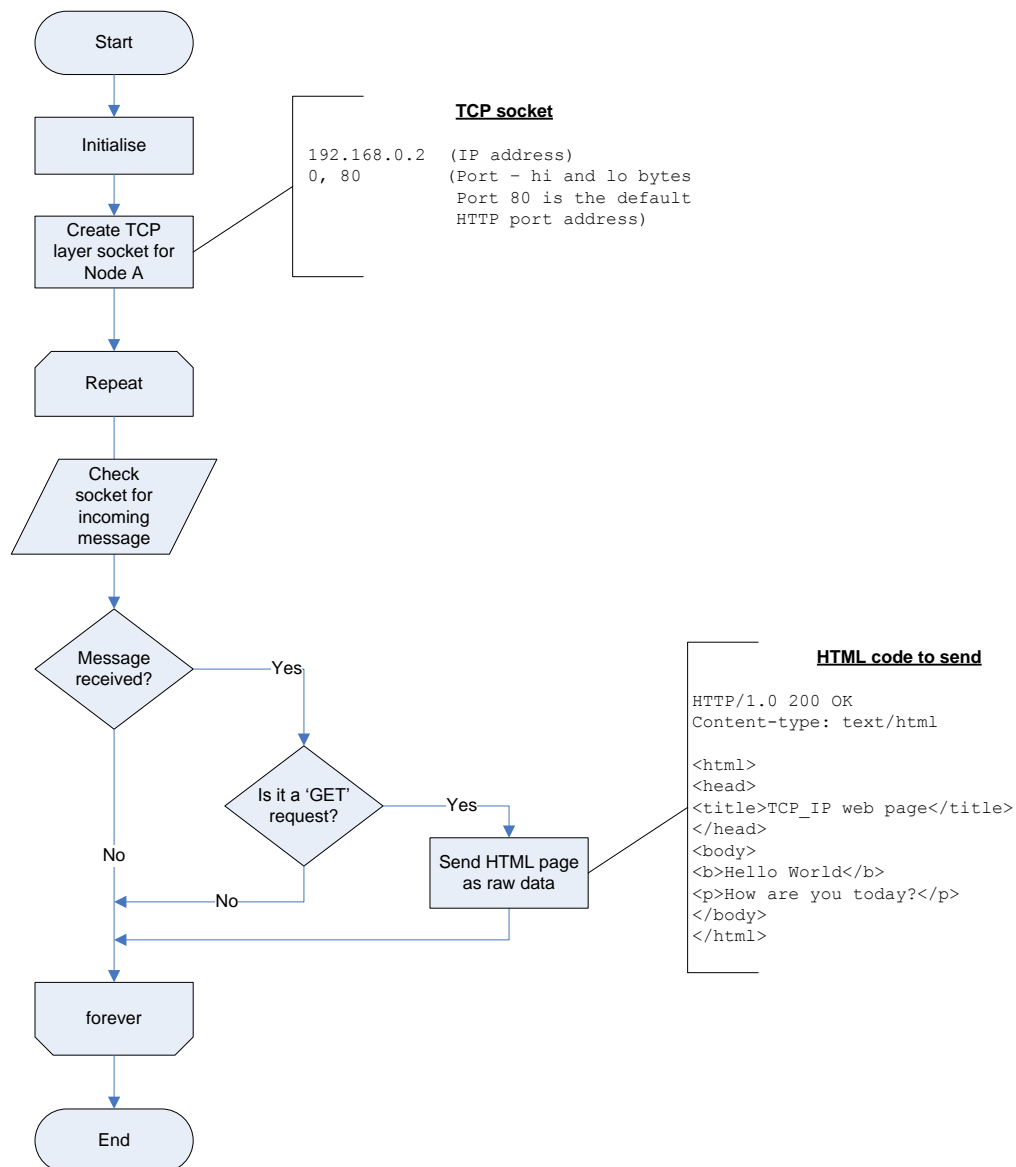 Start
Initialise
Create TCP
layer socket for
Node A
TCP socket
192.168.0.2 (IP address)
0, 80 (Port – hi and lo bytes
Port 80 is the default
HTTP port address)
Repeat
Check
socket for
incoming
message
Message
received?
Yes
Is it a ‘GET’
request?
Yes
Send HTML page
as raw data
No
No
HTML code to send
HTTP/1.0 200 OK
Content-type: text/html
<html>
<head>
<title>TCP_IP web page</title>
</head>
<body>
<b>Hello World</b>
<p>How are you today?</p>
</body>
</html>
forever
End